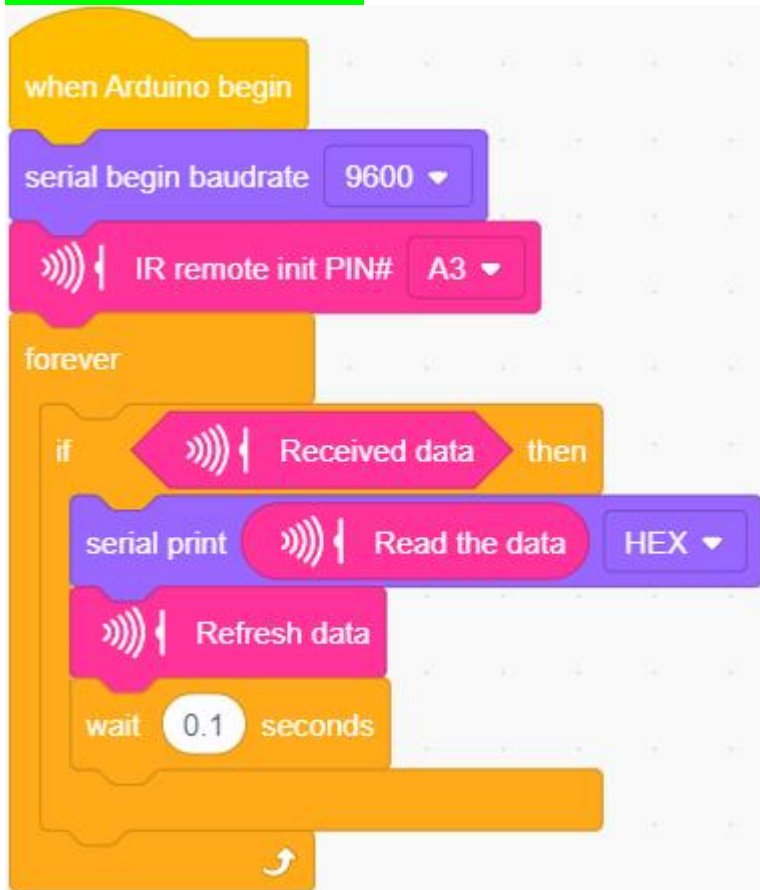 when Arduino begin
serial begin baudrate 9600
IR remote init PIN# A3
forever
if Received data then
serial print Read the data HEX
Refresh data
wait 0.1 seconds